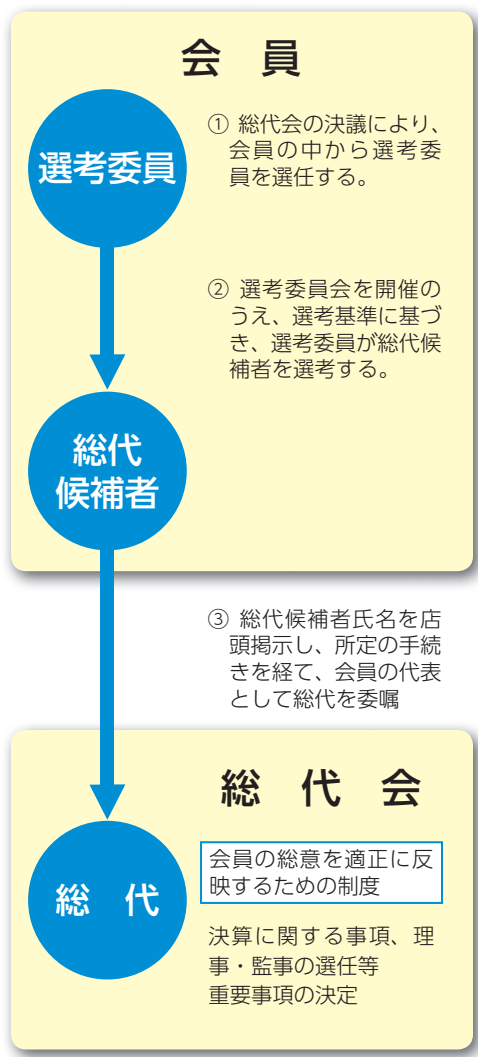 会 員
選考委員
① 総代会の決議により、
会員の中から選考委
員を選任する。
② 選考委員会を開催の
うえ、選考基準に基づ
き、選考委員が総代候
補者を選考する。
総代
候補者
③ 総代候補者氏名を店
頭掲示し、所定の手続
きを経て、会員の代表
として総代を委嘱
総 代 会
総 代
会員の総意を適正に反
映するための制度
決算に関する事項、理
事・監事の選任等
重要事項の決定